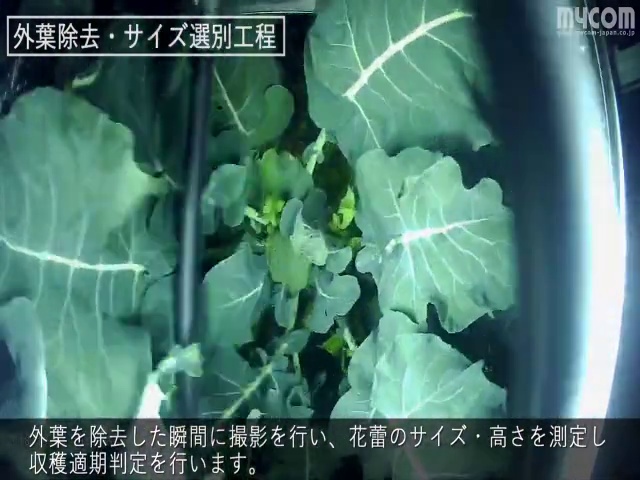 外葉除去・サイズ選別工程
mycom
外葉を除去した瞬間に撮影を行い、花蕾のサイズ・高さを測定し
収穫適期判定を行います。